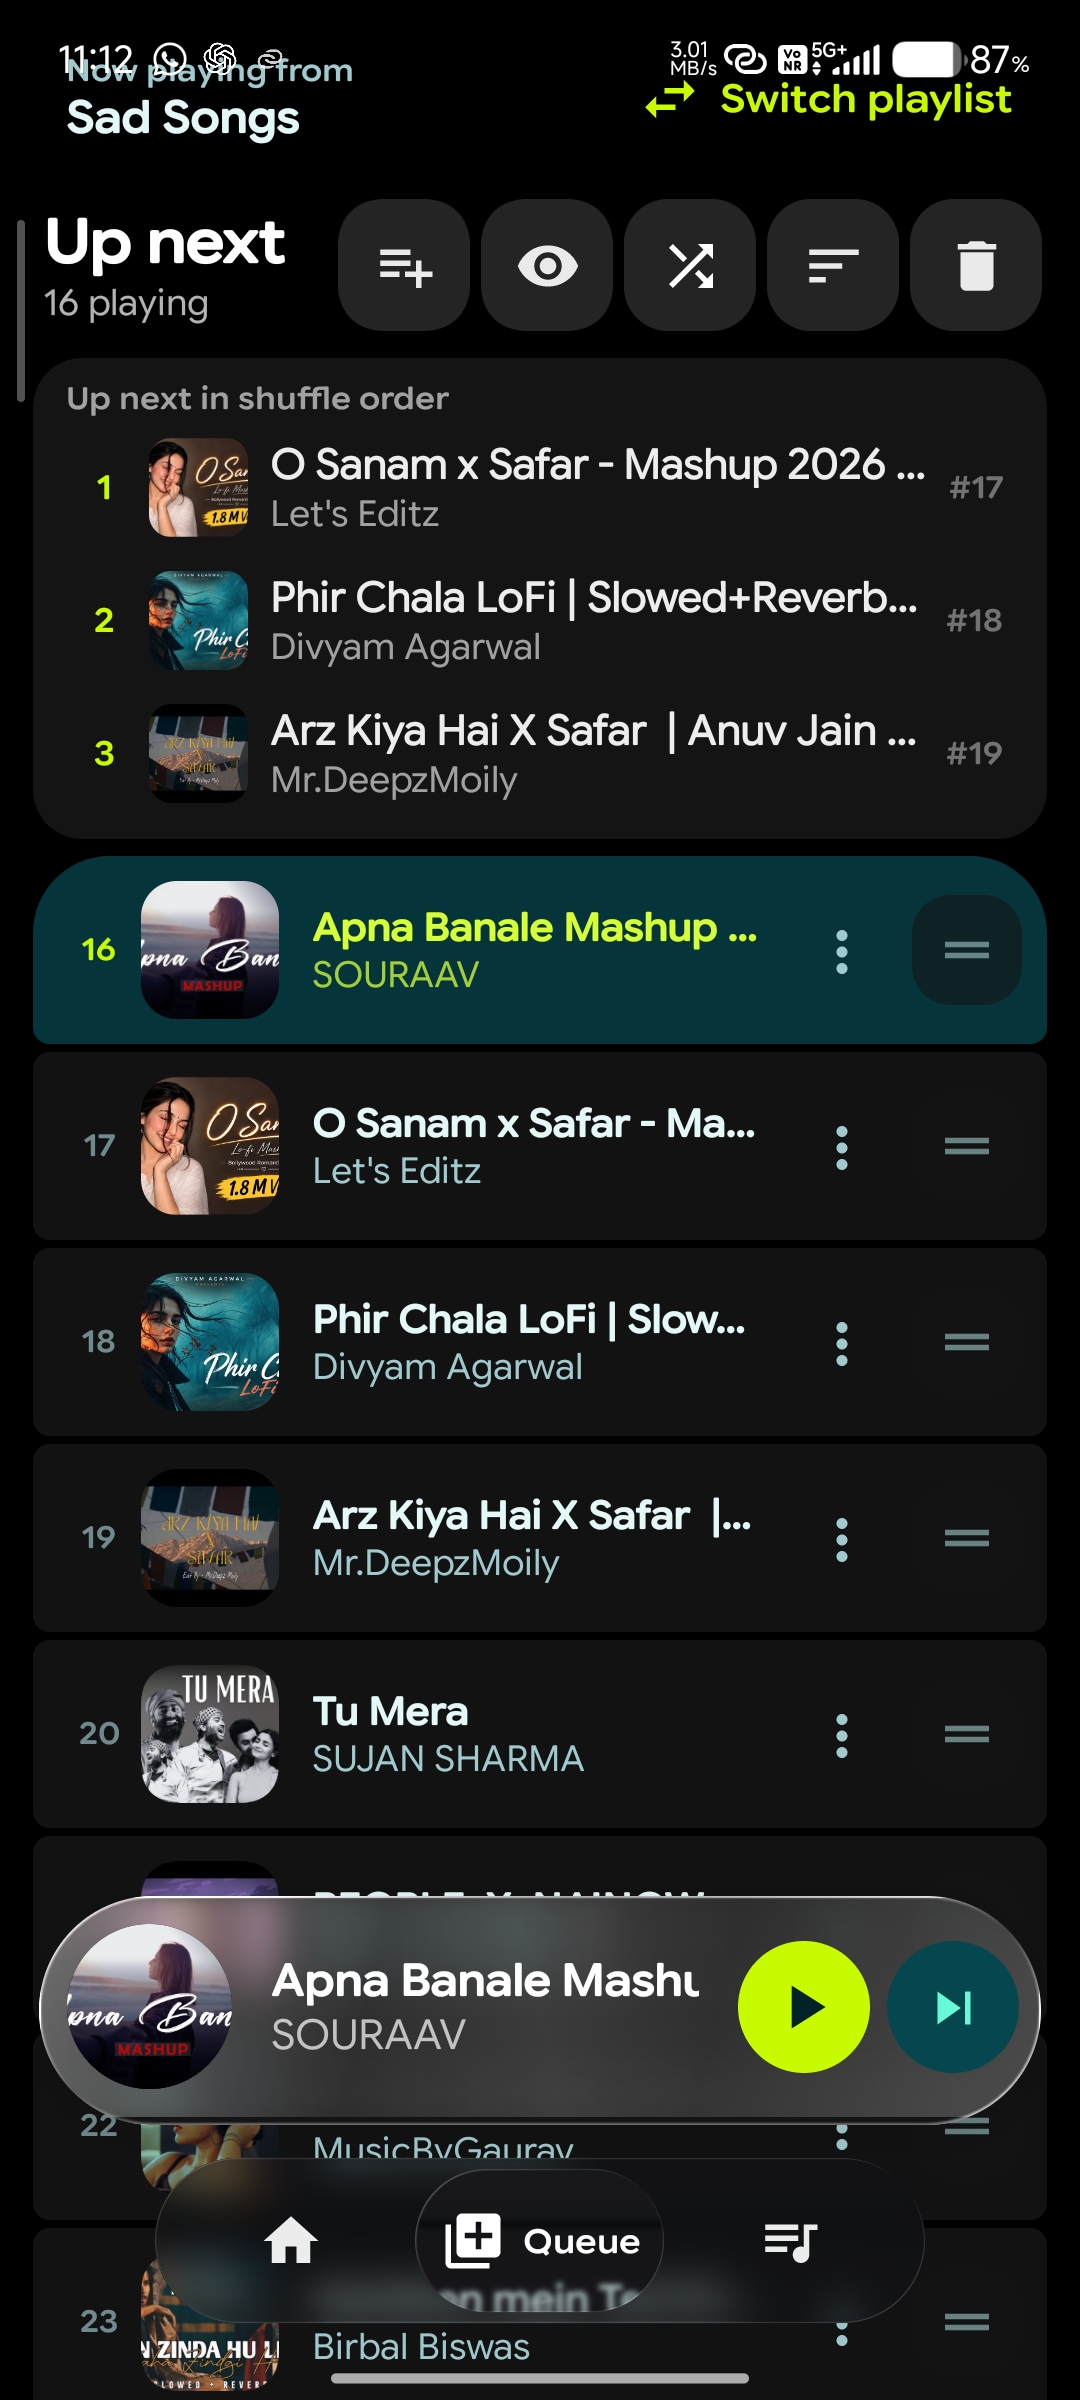 11:12
3.01 MB/s
Vo NR
5G+
87%
Now playing from
Sad Songs
Switch playlist
Up next
16 playing
Up next in shuffle order
1
O Sanam x Safar - Mashup 2026 ...
Let's Editz
#17
2
Phir Chala LoFi | Slowed+Reverb...
Divyam Agarwal
#18
3
Arz Kiya Hai X Safar | Anuv Jain ...
Mr.DeepzMoily
#19
16
Apna Banale Mashup ...
SOURAAV
17
O Sanam x Safar - Ma...
Let's Editz
18
Phir Chala LoFi | Slow...
Divyam Agarwal
19
Arz Kiya Hai X Safar |...
Mr.DeepzMoily
20
TU MERA
Tu Mera
SUJAN SHARMA
Apna Banale Mashu
SOURAAV
MASHUP
22
MusicByGaurav
Queue
23
Birbal Biswas